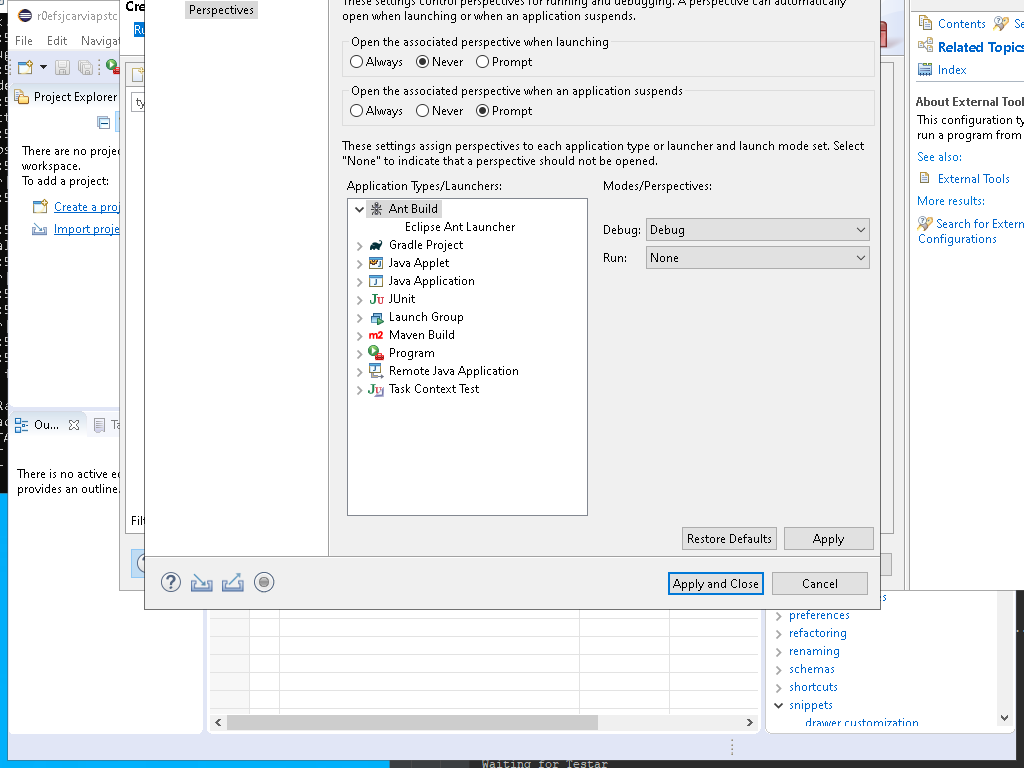 r0efsjcarviapstc
File Edit Navigat
Project Explorer
There are no proje
workspace.
To add a project:
Create a proj
Import proje
Ou...
Ta
There is no active e
provides an outline.
Cre
Ru
ty
Filt
Perspectives
These settings control perspectives for running and debugging. A perspective can automatically
open when launching or when an application suspends.
Open the associated perspective when launching
Always Never Prompt
Open the associated perspective when an application suspends
Always Never Prompt
These settings assign perspectives to each application type or launcher and launch mode set. Select
"None" to indicate that a perspective should not be opened.
Application Types/Launchers:
Modes/Perspectives:
Ant Build
Eclipse Ant Launcher
Gradle Project
Java Applet
Java Application
JUnit
Launch Group
Maven Build
Program
Remote Java Application
Task Context Test
Debug: Debug
Run: None
Restore Defaults Apply
Apply and Close Cancel
Contents Se
Related Topics
Index
About External Tool
This configuration ty
run a program from
See also:
External Tools
More results:
Search for Extern
Configurations
preferences
refactoring
renaming
schemas
shortcuts
snippets
drawer customization
Waiting for Testar